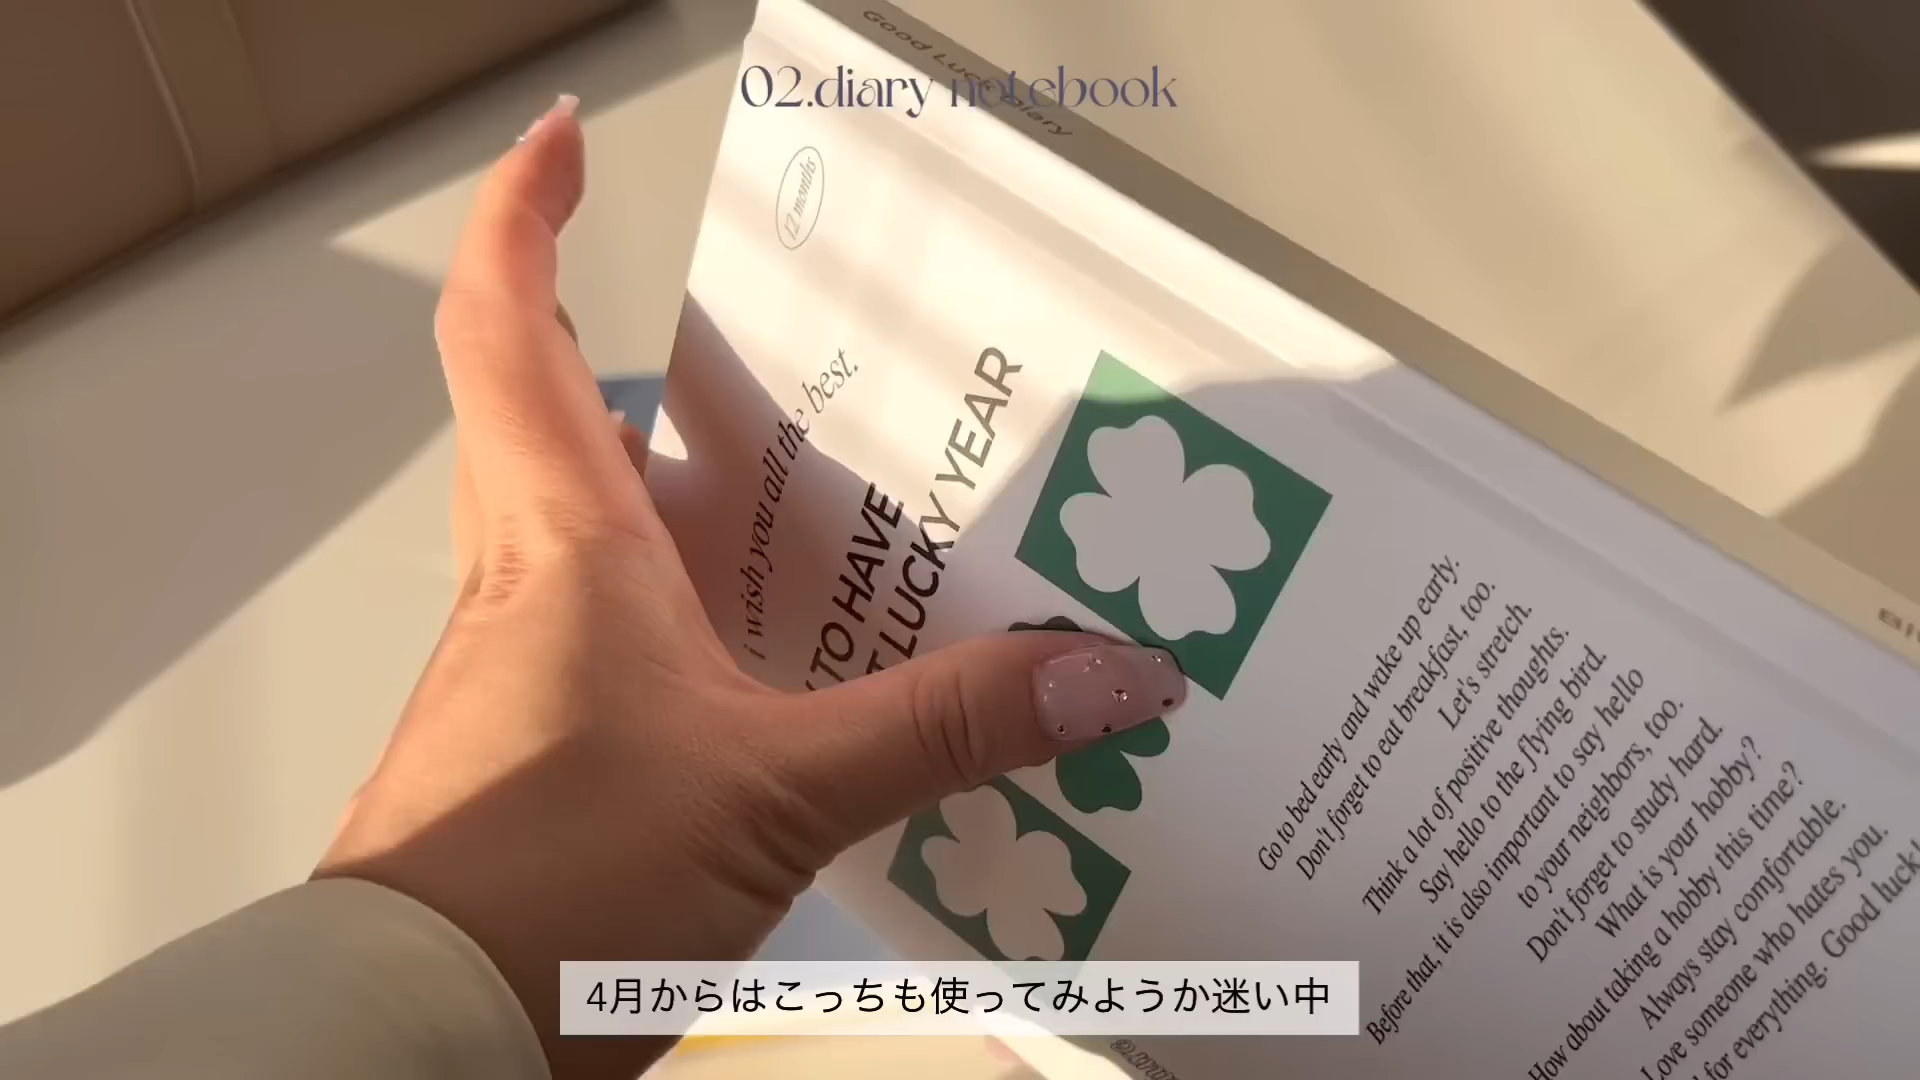 Good Luck Diary
02.diary notebook
12 months
i wish you all the best.
TO HAVE
LUCKY YEAR
Go to bed early and wake up early.
Don't forget to eat breakfast, too.
Let's stretch.
Think a lot of positive thoughts.
Say hello to the flying bird.
Before that, it is also important to say hello
to your neighbors, too.
Don't forget to study hard.
What is your hobby?
How about taking a hobby this time?
Always stay comfortable.
Love someone who hates you.
for everything. Good luck!
4月からはこっちも使ってみようか迷い中